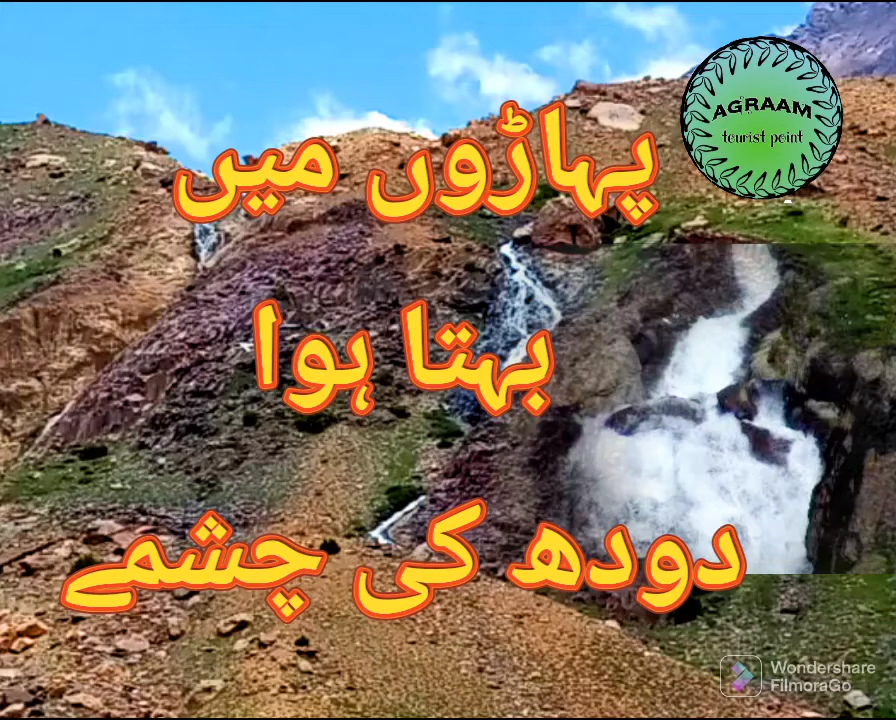 پہاڑوں میں
AGRAAM
tourist point
بہتا ہوا
دودھ کی چشمے
Wondershare
FilmoraGo